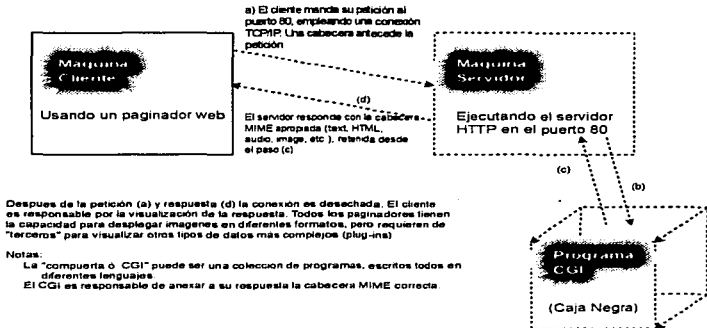 a) El cliente manda su petición al
puerto 80, empleando una conexión
TCP/IP. Una cabecera antecede la
petición
Maquina
Cliente
Usando un paginador web
Maquina
Servidor
Ejecutando el servidor
HTTP en el puerto 80
(d)
El servidor responde con la cabecera
MIME apropiada (text, HTML,
audio, image, etc ), retenida desde
el paso (c)
(c)
(b)
Despues de la petición (a) y respuesta (d) la conexión es desechada. El cliente
es responsable por la visualización de la respuesta. Todos los paginadores tienen
la capacidad para desplegar imagenes en diferentes formatos, pero requieren de
"terceros" para visualizar otros tipos de datos más complejos (plug-ins)
Notas:
La "compuerta ó CGI" puede ser una coleccion de programas, escritos todos en
diferentes lenguajes.
El CGI es responsable de anexar a su respuesta la cabecera MIME correcta.
Programa
CGI
(Caja Negra)